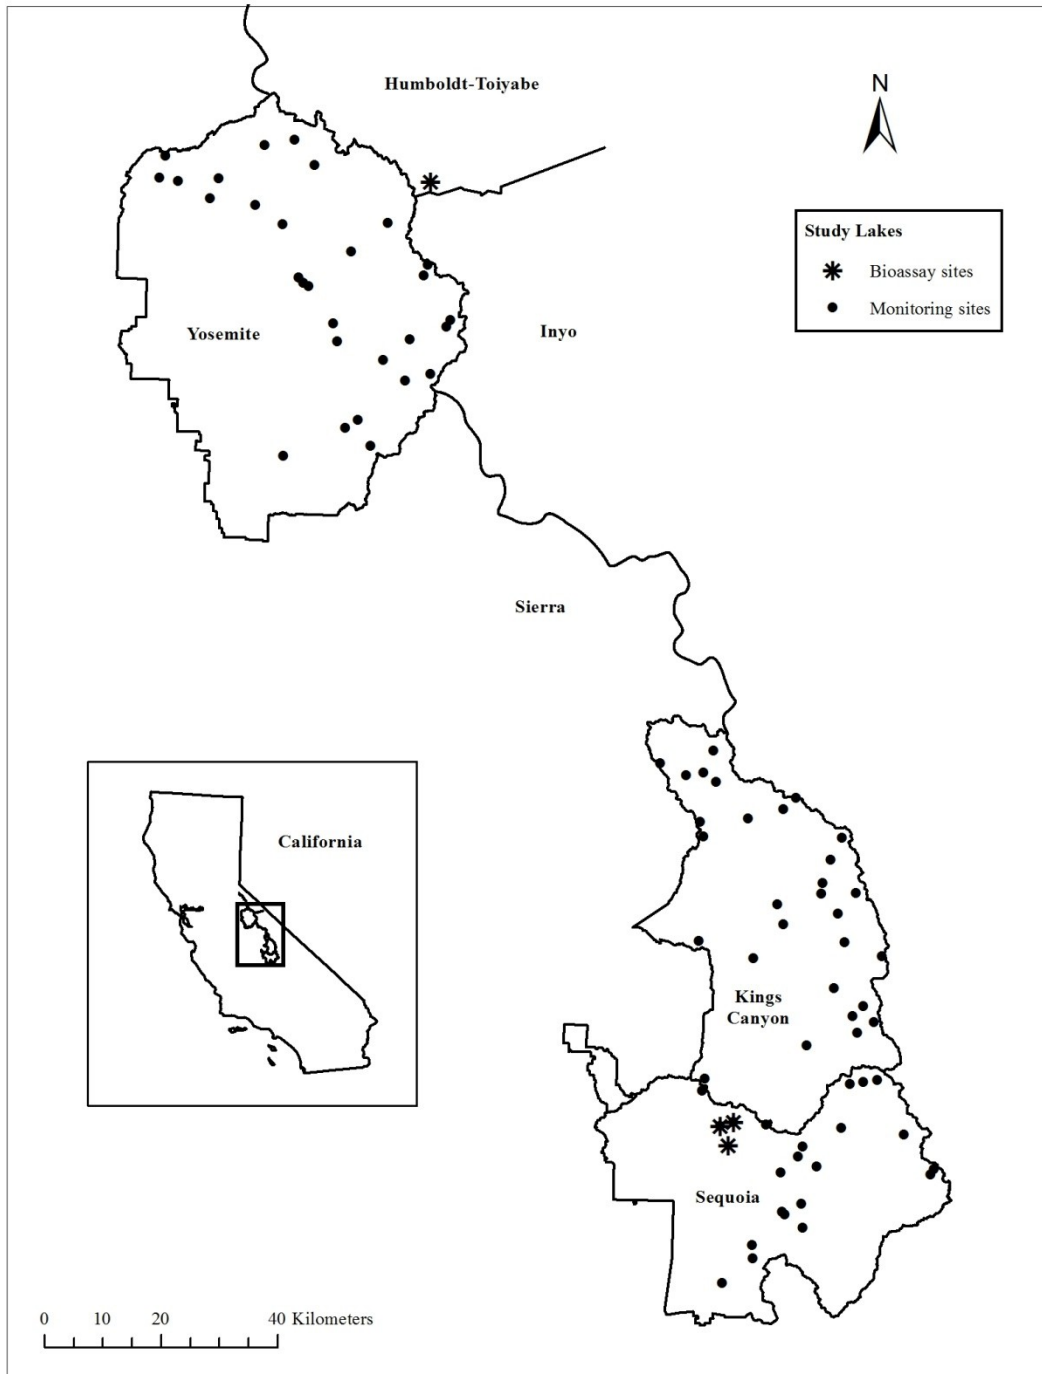 Humboldt-Toiyabe
N
Study Lakes
Bioassay sites
Monitoring sites
Yosemite
Inyo
Sierra
California
Kings
Canyon
Sequoia
0 10 20 40 Kilometers